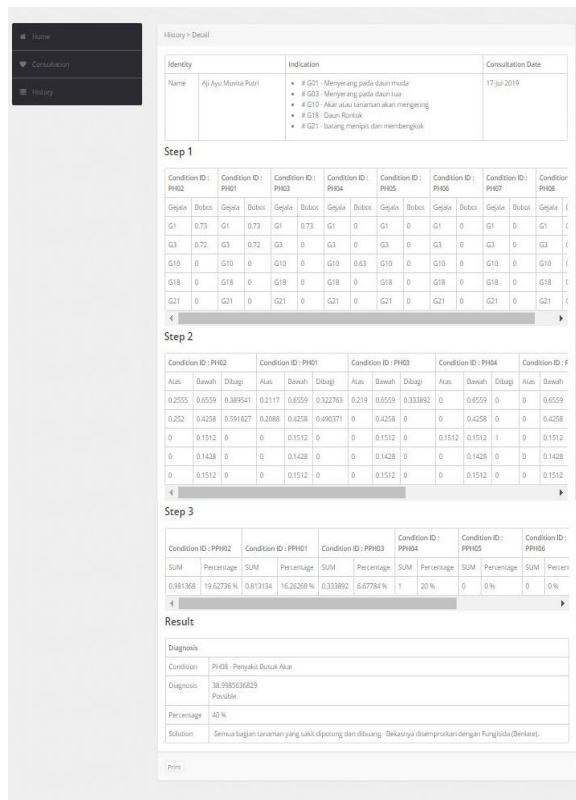 Home
Consultation
History
History > Detail
Identity Indication Consultation Date
Name Aji Ayu Muvita Putri
# G01 - Menyerang pada daun muda
# G03 - Menyerang pada daun tua
# G10 - Akar atau tanaman akan mengering
# G18 - Daun Rontok
# G21 - batang menipis dan membengkok
17-Jul-2019
Step 1
Condition ID : PH02 Condition ID : PH01 Condition ID : PH03 Condition ID : PH04 Condition ID : PH05 Condition ID : PH06 Condition ID : PH07 Condition PH08
Gejala Bobot Gejala Bobot Gejala Bobot Gejala Bobot Gejala Bobot Gejala Bobot Gejala Bobot Gejala
G1 0.73 G1 0.73 G1 0.73 G1 0 G1 0 G1 0 G1 0 G1
G3 0.72 G3 0.72 G3 0 G3 0 G3 0 G3 0 G3 0 G3
G10 0 G10 0 G10 0 G10 0.63 G10 0 G10 0 G10 0 G10
G18 0 G18 0 G18 0 G18 0 G18 0 G18 0 G18 0 G18
G21 0 G21 0 G21 0 G21 0 G21 0 G21 0 G21 0 G21
Step 2
Condition ID : PH02 Condition ID : PH01 Condition ID : PH03 Condition ID : PH04 Condition ID :
Atas Bawah Dibagi Atas Bawah Dibagi Atas Bawah Dibagi Atas Bawah Dibagi Atas Bawah
0.2555 0.6559 0.389541 0.2117 0.6559 0.322763 0.219 0.6559 0.333892 0 0.6559 0 0 0.6559
0.252 0.4258 0.591827 0.2088 0.4258 0.490371 0 0.4258 0 0 0.4258 0 0 0.4258
0 0.1512 0 0 0.1512 0 0 0.1512 0 0.1512 0.1512 1 0 0.1512
0 0.1428 0 0 0.1428 0 0 0.1428 0 0 0.1428 0 0 0.1428
0 0.1512 0 0 0.1512 0 0 0.1512 0 0 0.1512 0 0 0.1512
Step 3
Condition ID : PPH02 Condition ID : PPH01 Condition ID : PPH03 Condition ID : PPH04 Condition ID : PPH05 Condition ID : PPH06
SUM Percentage SUM Percentage SUM Percentage SUM Percentage SUM Percentage SUM Percen
0.981368 19.62736 % 0.813134 16.26268 % 0.333892 6.67784 % 1 20 % 0 0 % 0 0 %
Result
Diagnosis
Condition PH08 - Penyakit Busuk Akar
Diagnosis 38.9985636829
Possible
Percentage 40 %
Solution Semua bagian tanaman yang sakit dipotong dan dibuang. Bekasnya disemprotkan dengan Fungisida (Benlate).
Print